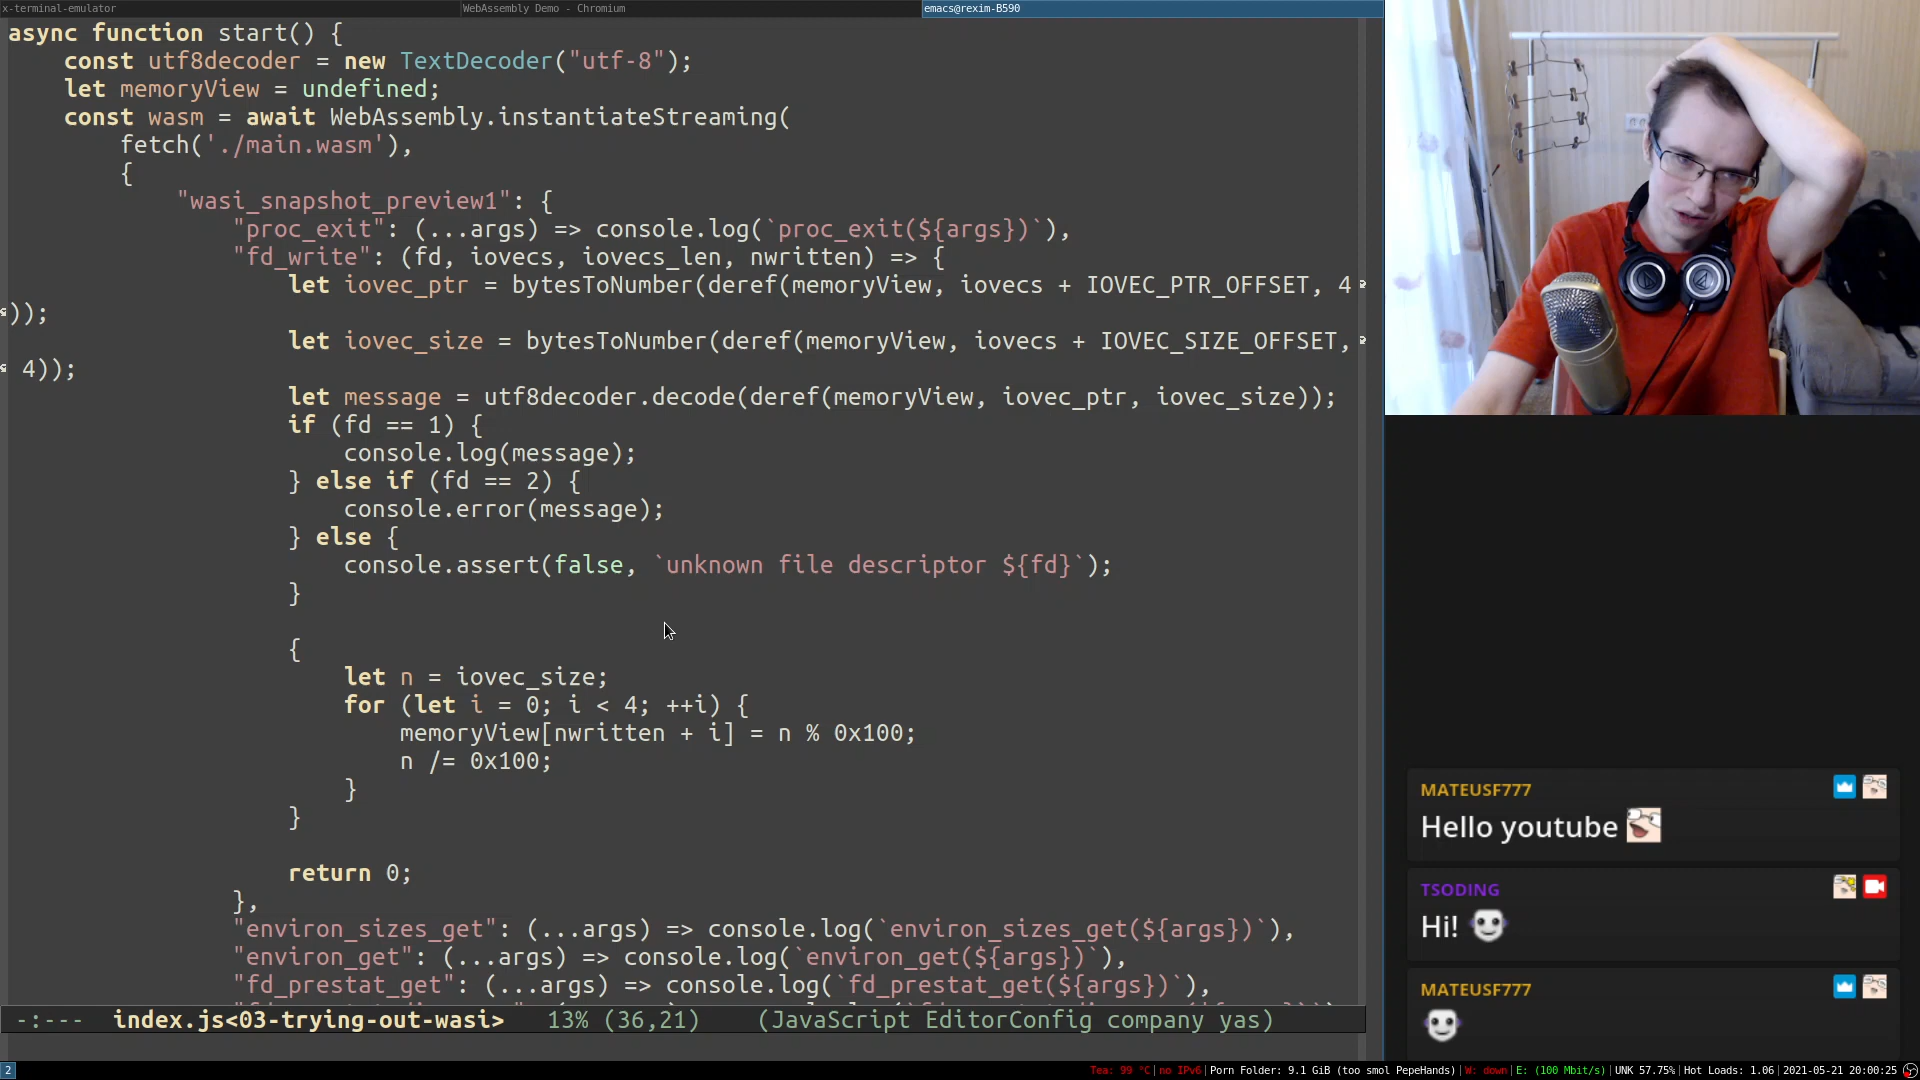 x-terminal-emulator
WebAssembly Demo - Chromium
emacs@rexim-B590
async function start() {
    const utf8decoder = new TextDecoder("utf-8");
    let memoryView = undefined;
    const wasm = await WebAssembly.instantiateStreaming(
        fetch('./main.wasm'),
        {
            "wasi_snapshot_preview1": {
                "proc_exit": (...args) => console.log(`proc_exit(${args})`),
                "fd_write": (fd, iovecs, iovecs_len, nwritten) => {
                    let iovec_ptr = bytesToNumber(deref(memoryView, iovecs + IOVEC_PTR_OFFSET, 4
));
                    let iovec_size = bytesToNumber(deref(memoryView, iovecs + IOVEC_SIZE_OFFSET,
 4));
                    let message = utf8decoder.decode(deref(memoryView, iovec_ptr, iovec_size));
                    if (fd == 1) {
                        console.log(message);
                    } else if (fd == 2) {
                        console.error(message);
                    } else {
                        console.assert(false, `unknown file descriptor ${fd}`);
                    }
                    {
                        let n = iovec_size;
                        for (let i = 0; i < 4; ++i) {
                            memoryView[nwritten + i] = n % 0x100;
                            n /= 0x100;
                        }
                    }
                    return 0;
                },
                "environ_sizes_get": (...args) => console.log(`environ_sizes_get(${args})`),
                "environ_get": (...args) => console.log(`environ_get(${args})`),
                "fd_prestat_get": (...args) => console.log(`fd_prestat_get(${args})`),
-:---  index.js<03-trying-out-wasi>   13% (36,21)    (JavaScript EditorConfig company yas)
MATEUSF777
Hello youtube
TSODING
Hi!
MATEUSF777
2
Tea: 99 °C|no IPv6|Porn Folder: 9.1 GiB (too smol PepeHands)|W: down|E: (100 Mbit/s)|UNK 57.75%|Hot Loads: 1.06|2021-05-21 20:00:25